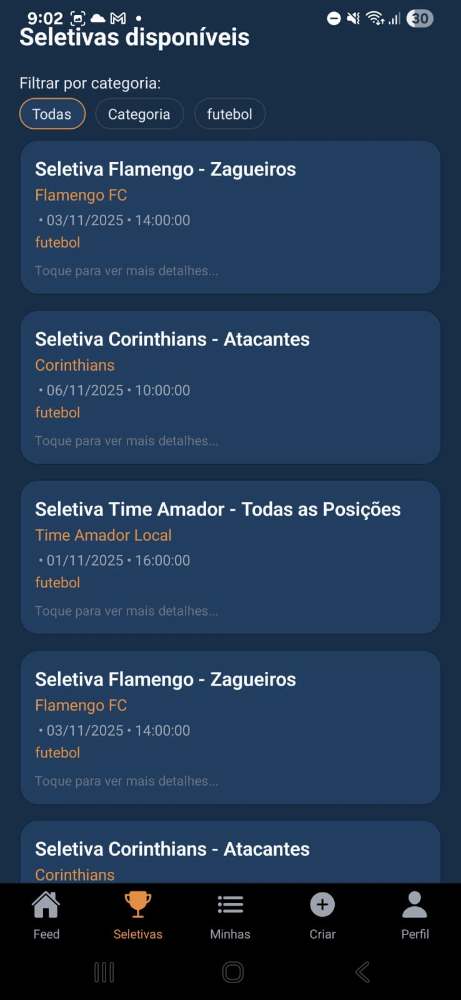 9:02
30
Seletivas disponíveis
Filtrar por categoria:
Todas Categoria futebol
Seletiva Flamengo - Zagueiros
Flamengo FC
• 03/11/2025 • 14:00:00
futebol
Toque para ver mais detalhes...
Seletiva Corinthians - Atacantes
Corinthians
• 06/11/2025 • 10:00:00
futebol
Toque para ver mais detalhes...
Seletiva Time Amador - Todas as Posições
Time Amador Local
• 01/11/2025 • 16:00:00
futebol
Toque para ver mais detalhes...
Seletiva Flamengo - Zagueiros
Flamengo FC
• 03/11/2025 • 14:00:00
futebol
Toque para ver mais detalhes...
Seletiva Corinthians - Atacantes
Corinthians
Feed Seletivas Minhas Criar Perfil